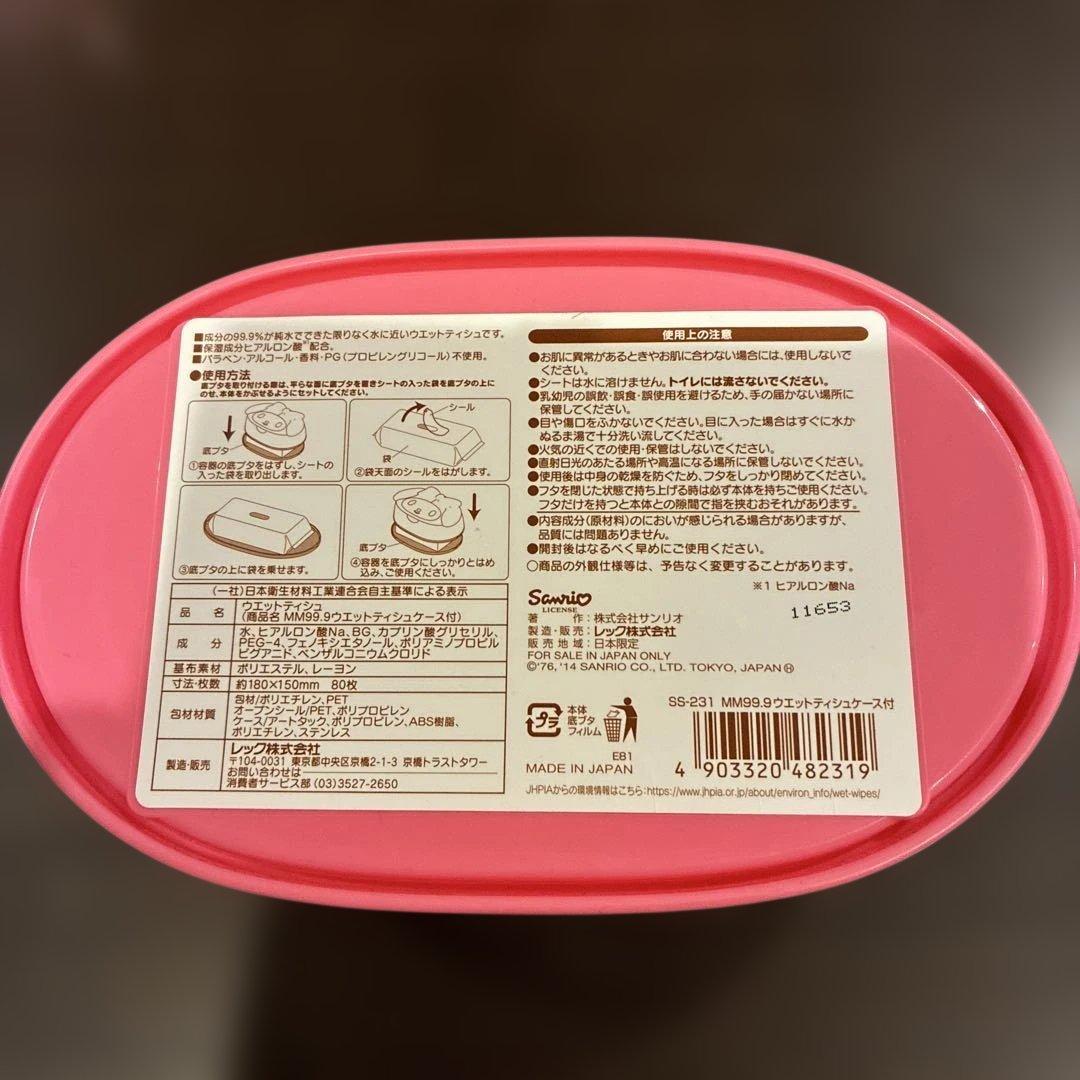 ■成分の99.9%が純水でできた限りなく水に近いウエットティシュです。
■保湿成分ヒアルロン酸※1配合。
■パラベン・アルコール・香料・PG(プロピレングリコール)不使用。
●使用方法
底ブタを取り付ける際は、平らな面に底ブタを置きシートの入った袋を底ブタの上に
のせ、本体をかぶせるようにセットしてください。
底ブタ
①容器の底ブタをはずし、シートの
入った袋を取り出します。
シール
袋
②袋天面のシールをはがします。
③底ブタの上に袋を乗せます。
底ブタ
④容器を底ブタにしっかりとはめ
込み、ご使用ください。
(一社)日本衛生材料工業連合会自主基準による表示
品名 ウエットティシュ
(商品名 MM99.9ウエットティシュケース付)
成分 水、ヒアルロン酸Na、BG、カプリン酸グリセリル、
PEG-4、フェノキシエタノール、ポリアミノプロピル
ビグアニド、ベンザルコニウムクロリド
基布素材 ポリエステル、レーヨン
寸法・枚数 約180×150mm 80枚
包材材質 包材/ポリエチレン、PET
オープンシール/PET、ポリプロピレン
ケース/アートタック、ポリプロピレン、ABS樹脂、
ポリエチレン、ステンレス
製造・販売 レック株式会社
〒104-0031 東京都中央区京橋2-1-3 京橋トラストタワー
お問い合わせは
消費者サービス部 (03)3527-2650
使用上の注意
●お肌に異常があるときやお肌に合わない場合には、使用しないで
ください。
●シートは水に溶けません。トイレには流さないでください。
●乳幼児の誤飲・誤食・誤使用を避けるため、手の届かない場所に
保管してください。
●目や傷口をふかないでください。目に入った場合はすぐに水か
ぬるま湯で十分洗い流してください。
●火気の近くでの使用・保管はしないでください。
●直射日光のあたる場所や高温になる場所に保管しないでください。
●使用後は中身の乾燥を防ぐため、フタをしっかり閉めてください。
●フタを閉じた状態で持ち上げる時は必ず本体を持ちご使用ください。
フタだけを持つと本体との隙間で指を挟むおそれがあります。
●内容成分(原材料)のにおいが感じられる場合がありますが、
品質には問題ありません。
●開封後はなるべく早めにご使用ください。
○商品の外観仕様等は、予告なく変更することがあります。
※1 ヒアルロン酸Na
Sanrio
LICENSE
11653
著作:株式会社サンリオ
製造・販売:レック株式会社
販売地域:日本限定
FOR SALE IN JAPAN ONLY
©'76, '14 SANRIO CO., LTD. TOKYO, JAPAN Ⓗ
SS-231 MM99.9ウエットティシュケース付
プラ
本体
底ブタ
フィルム
E81
MADE IN JAPAN
4 903320 482319
JHPIAからの環境情報はこちら:https://www.jhpia.or.jp/about/environ_info/wet-wipes/